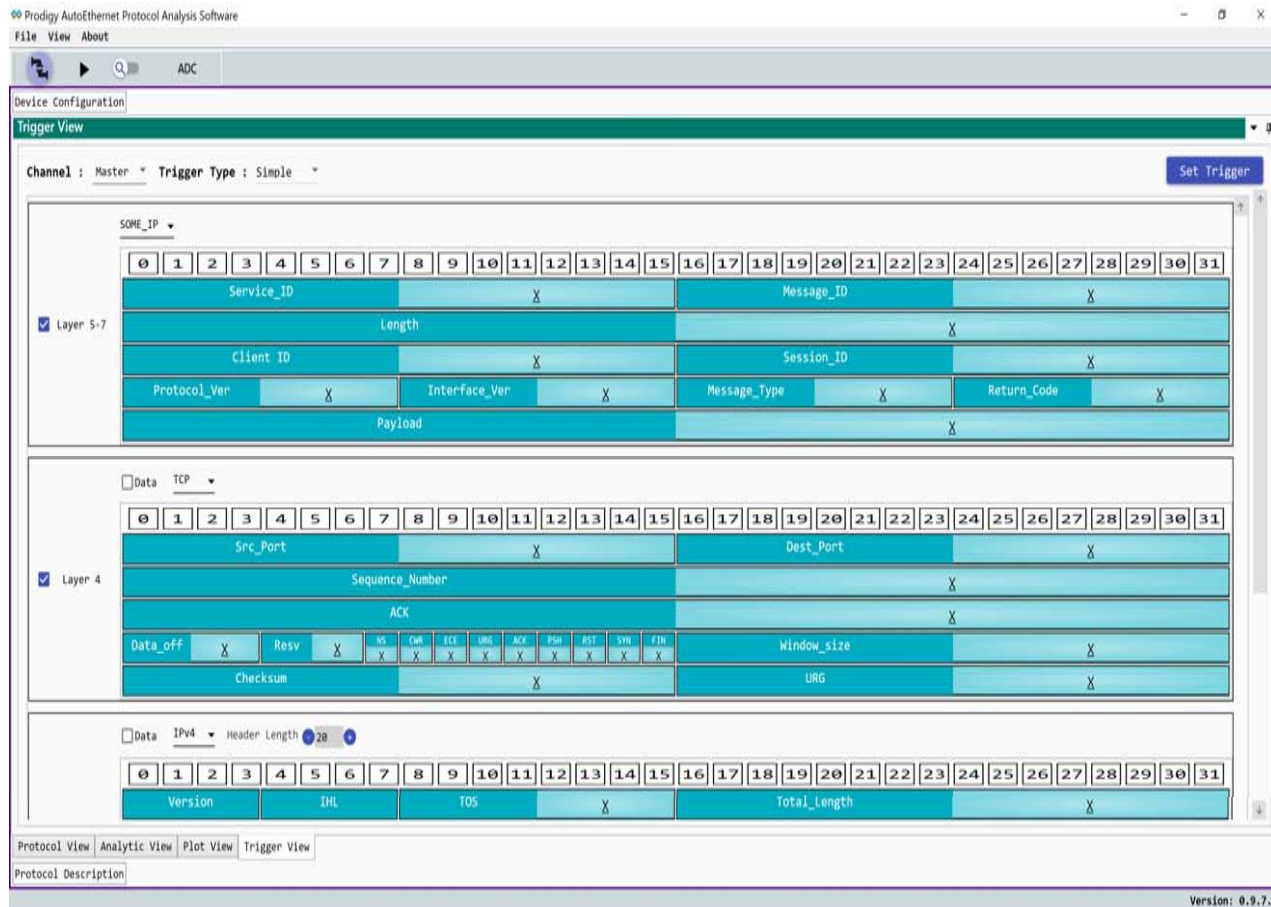 Prodigy AutoEthernet Protocol Analysis Software
File View About
ADC
Device Configuration
Trigger View
Channel : Master Trigger Type : Simple Set Trigger
SOME_IP
0 1 2 3 4 5 6 7 8 9 10 11 12 13 14 15 16 17 18 19 20 21 22 23 24 25 26 27 28 29 30 31
Service_ID X Message_ID X
Layer 5-7
Length X
Client ID X Session_ID X
Protocol_Ver X Interface_Ver X Message_Type X Return_Code X
Payload X
Data TCP
0 1 2 3 4 5 6 7 8 9 10 11 12 13 14 15 16 17 18 19 20 21 22 23 24 25 26 27 28 29 30 31
Src_Port X Dest_Port X
Layer 4
Sequence_Number X
ACK X
Data_off X Resv X NS X CWR X ECE X URG X ACK X PSH X RST X SYN X FIN X Window_size X
Checksum X URG X
Data IPv4 Header Length - 20 +
0 1 2 3 4 5 6 7 8 9 10 11 12 13 14 15 16 17 18 19 20 21 22 23 24 25 26 27 28 29 30 31
Version IHL TOS X Total_Length X
Protocol View Analytic View Plot View Trigger View
Protocol Description
Version: 0.9.7.